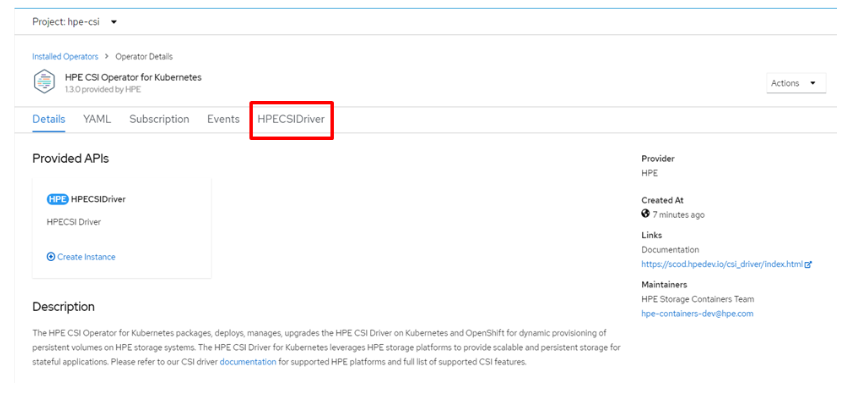 Project: hpe-csi
Installed Operators > Operator Details
HPE CSI Operator for Kubernetes
1.3.0 provided by HPE
Actions
Details YAML Subscription Events HPECSIDriver
Provided APIs
HPE HPECSIDriver
HPECSI Driver
Create Instance
Description
The HPE CSI Operator for Kubernetes packages, deploys, manages, upgrades the HPE CSI Driver on Kubernetes and OpenShift for dynamic provisioning of
persistent volumes on HPE storage systems. The HPE CSI Driver for Kubernetes leverages HPE storage platforms to provide scalable and persistent storage for
stateful applications. Please refer to our CSI driver documentation for supported HPE platforms and full list of supported CSI features.
Provider
HPE
Created At
7 minutes ago
Links
Documentation
https://scod.hpedev.io/csi_driver/index.html
Maintainers
HPE Storage Containers Team
hpe-containers-dev@hpe.com